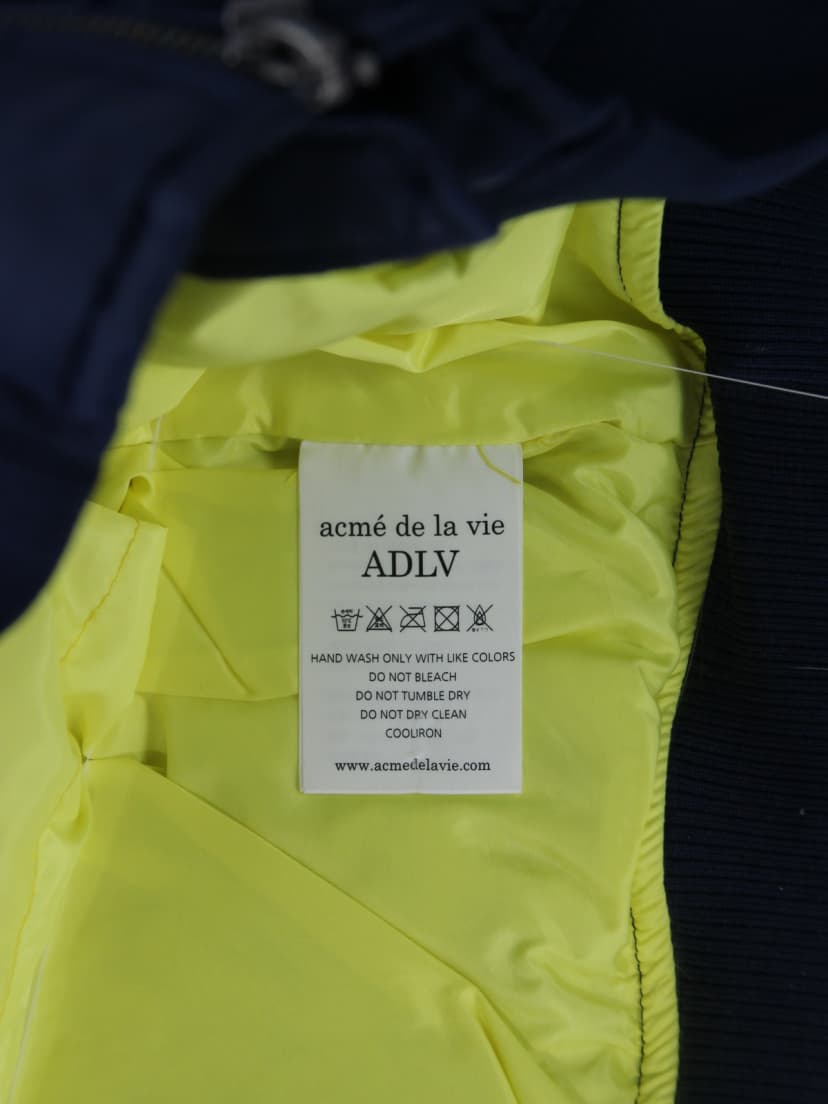 acmé de la vie
ADLV
HAND WASH ONLY WITH LIKE COLORS
DO NOT BLEACH
DO NOT TUMBLE DRY
DO NOT DRY CLEAN
COOLIRON
www.acmedelavie.com